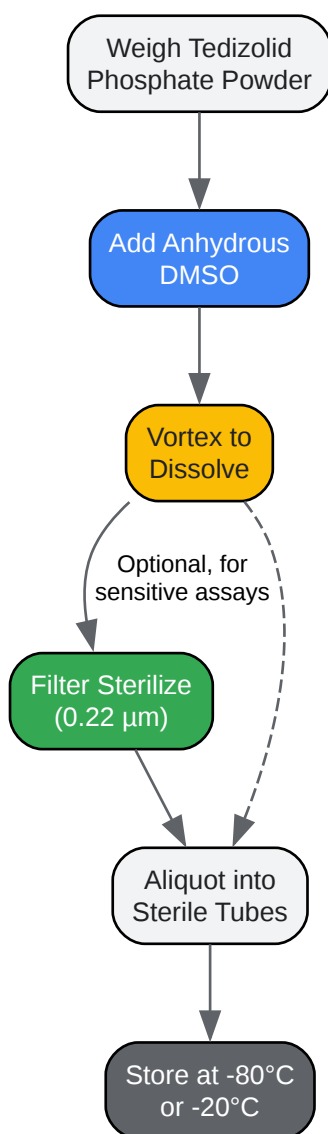 Weigh Tedizolid
Phosphate Powder
Add Anhydrous
DMSO
Vortex to
Dissolve
Optional, for
sensitive assays
Filter Sterilize
(0.22 µm)
Aliquot into
Sterile Tubes
Store at -80°C
or -20°C